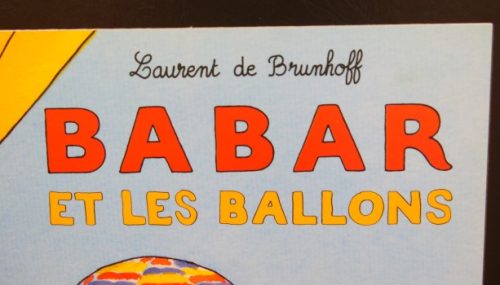 Laurent de Brunhoff
BABAR
ET LES BALLONS